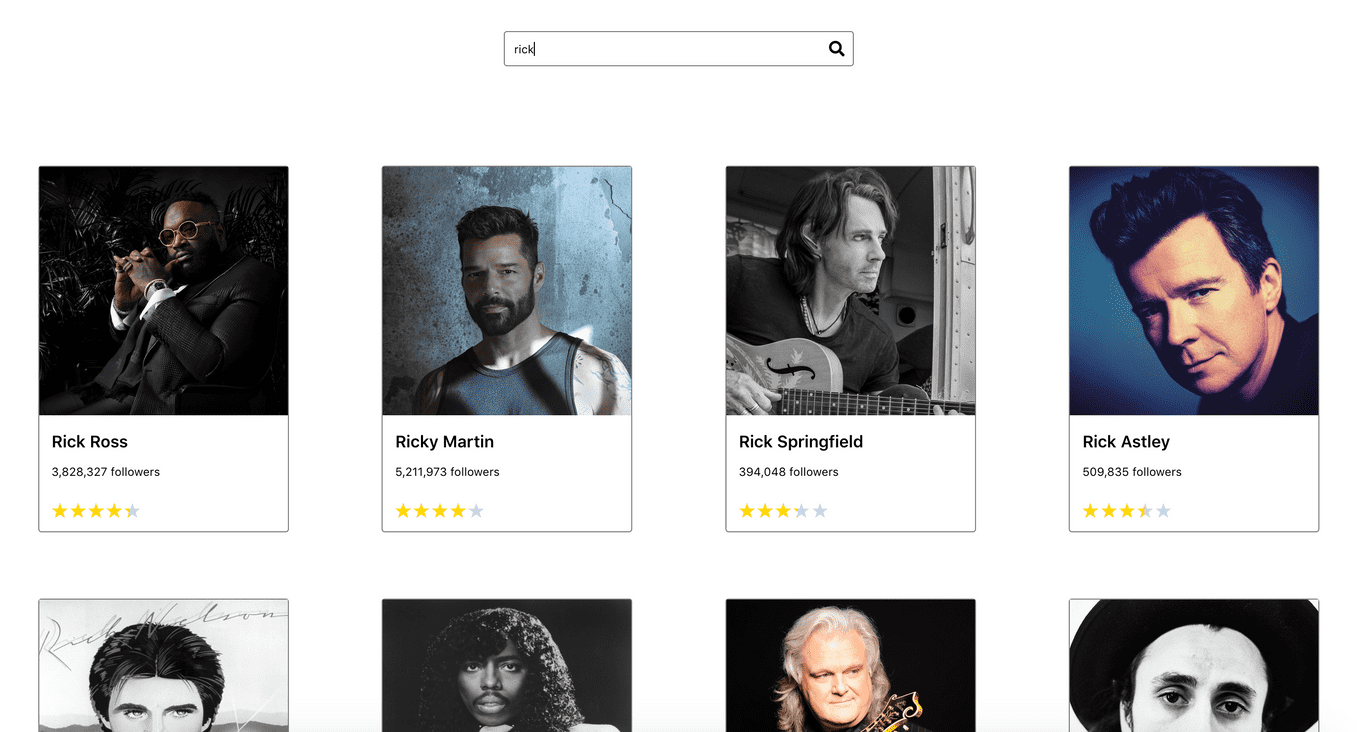 rick
Rick Ross
3,828,327 followers
Ricky Martin
5,211,973 followers
Rick Springfield
394,048 followers
Rick Astley
509,835 followers
Rick Nelson